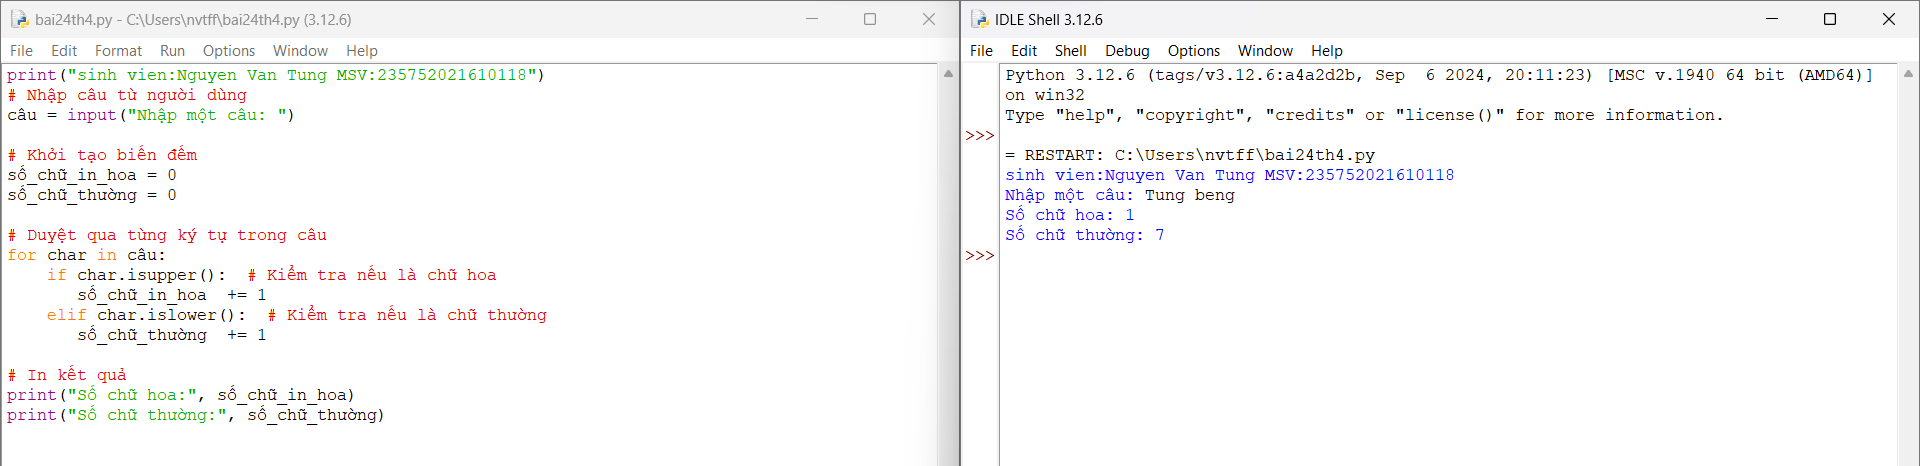 bai24th4.py - C:\Users\nvtff\bai24th4.py (3.12.6)
File Edit Format Run Options Window Help
print("sinh vien:Nguyen Van Tung MSV:235752021610118")
# Nhập câu từ người dùng
câu = input("Nhập một câu: ")
# Khởi tạo biến đếm
số_chữ_in_hoa = 0
số_chữ_thường = 0
# Duyệt qua từng ký tự trong câu
for char in câu:
    if char.isupper():  # Kiểm tra nếu là chữ hoa
       số_chữ_in_hoa  += 1
    elif char.islower():  # Kiểm tra nếu là chữ thường
       số_chữ_thường  += 1
# In kết quả
print("Số chữ hoa:", số_chữ_in_hoa)
print("Số chữ thường:", số_chữ_thường)
IDLE Shell 3.12.6
File Edit Shell Debug Options Window Help
Python 3.12.6 (tags/v3.12.6:a4a2d2b, Sep  6 2024, 20:11:23) [MSC v.1940 64 bit (AMD64)]
on win32
Type "help", "copyright", "credits" or "license()" for more information.
>>>
= RESTART: C:\Users\nvtff\bai24th4.py
sinh vien:Nguyen Van Tung MSV:235752021610118
Nhập một câu: Tung beng
Số chữ hoa: 1
Số chữ thường: 7
>>>